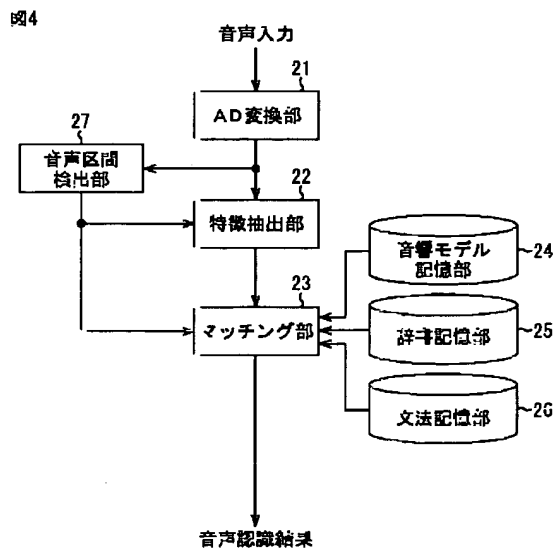 図4
音声入力
21
AD変換部
27
音声区間
検出部
22
特徴抽出部
音響モデル
記憶部
24
23
マッチング部
辞書記憶部
25
文法記憶部
26
音声認識結果